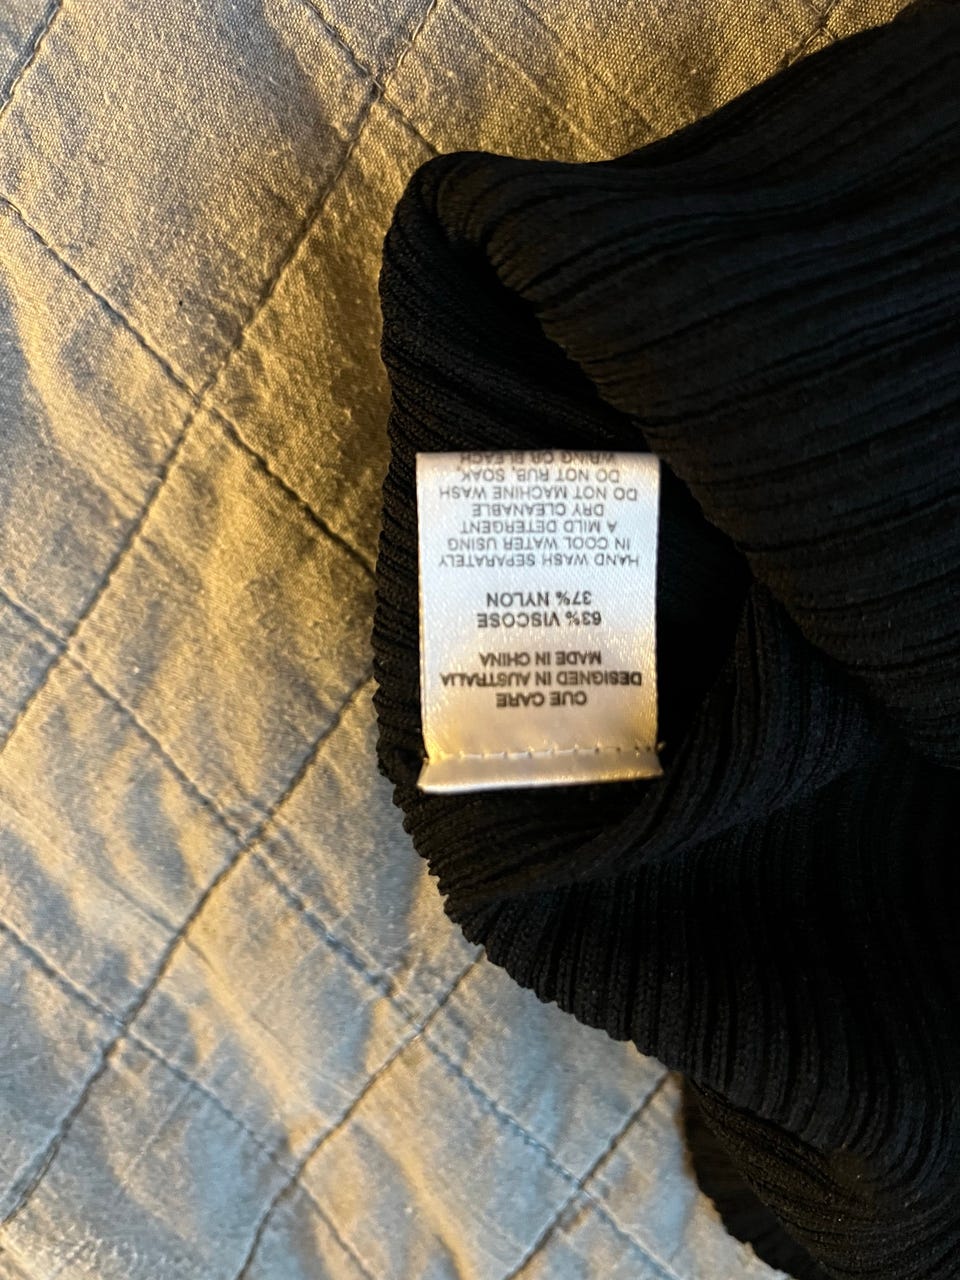 CUE CARE
DESIGNED IN AUSTRALIA
MADE IN CHINA
63% VISCOSE
37% NYLON
HAND WASH SEPARATELY
IN COOL WATER USING
A MILD DETERGENT
DRY CLEANABLE
DO NOT MACHINE WASH
DO NOT RUB, SOAK,
WRING OR BLEACH